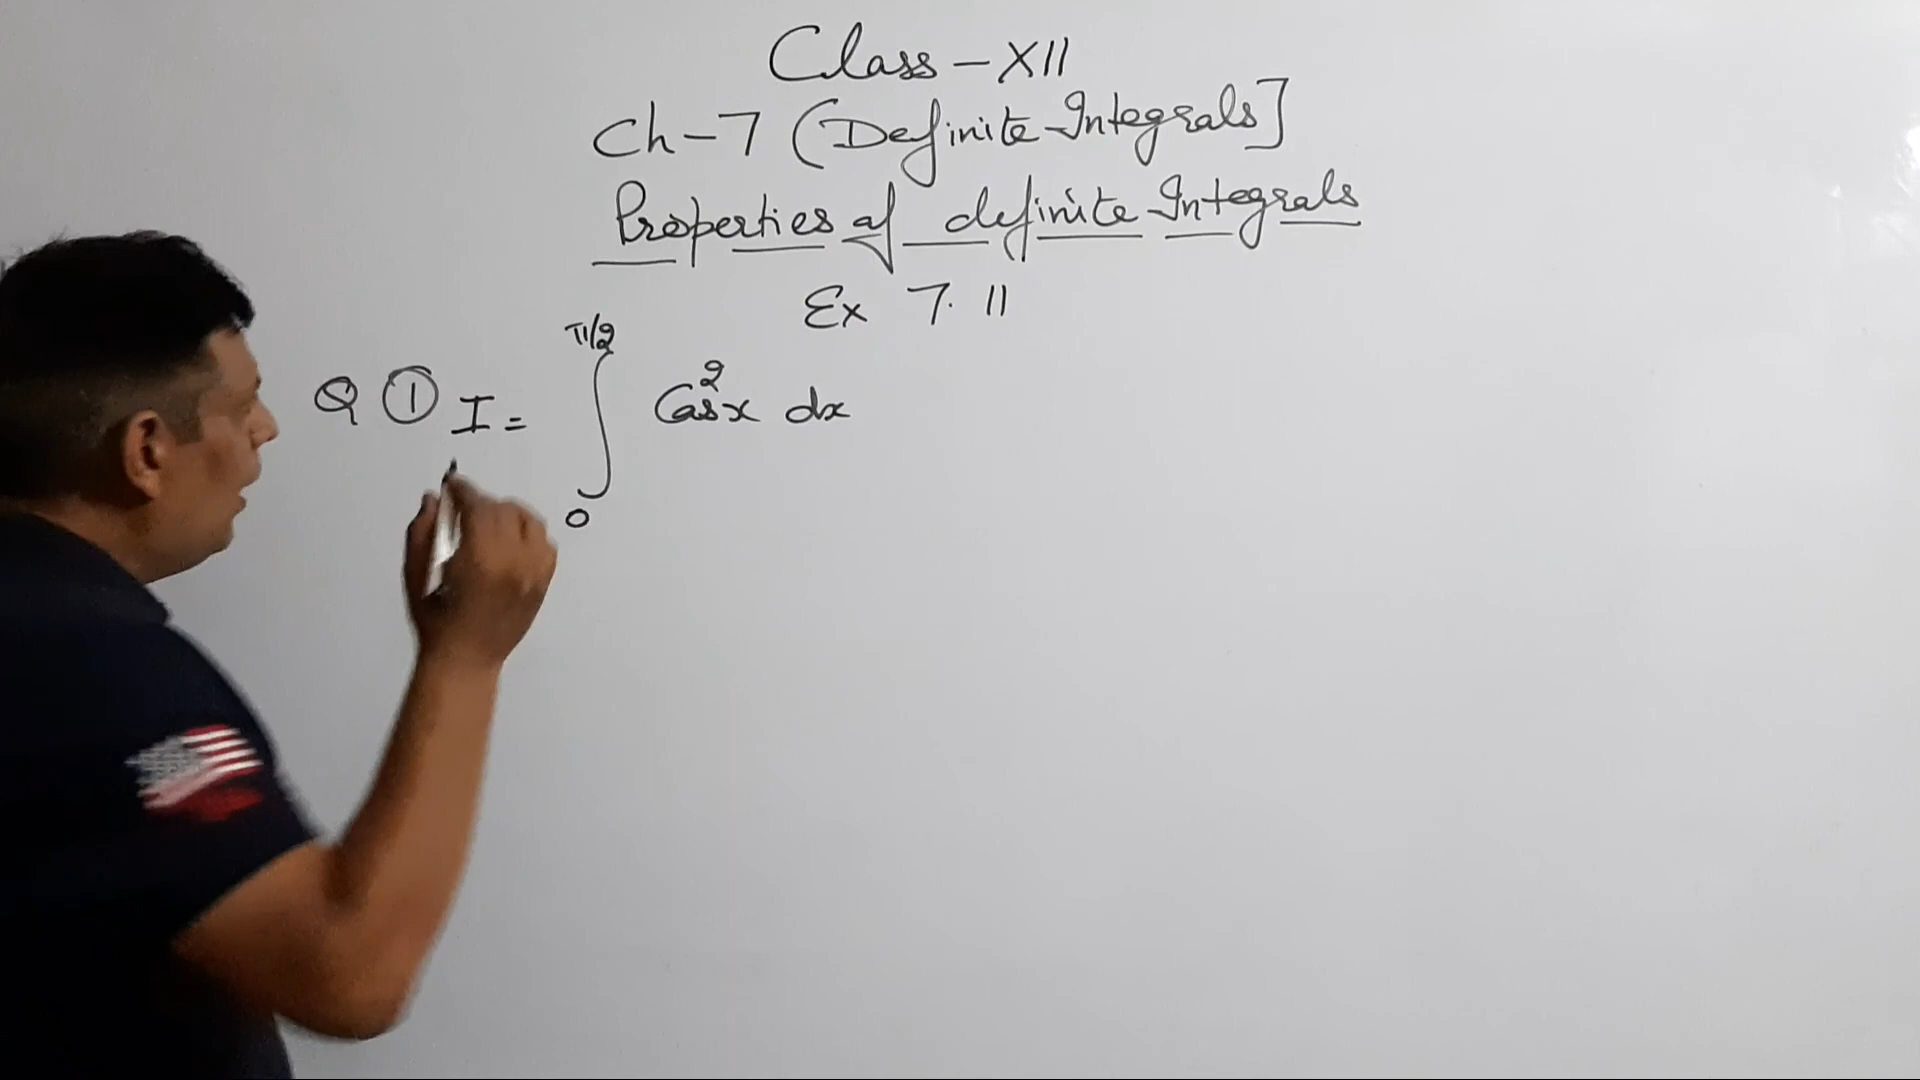 Class - XII
Ch-7 (Definite Integrals]
Properties of definite Integrals
Ex 7.11
Q ① I = ∫₀^π/2 Cos²x dx